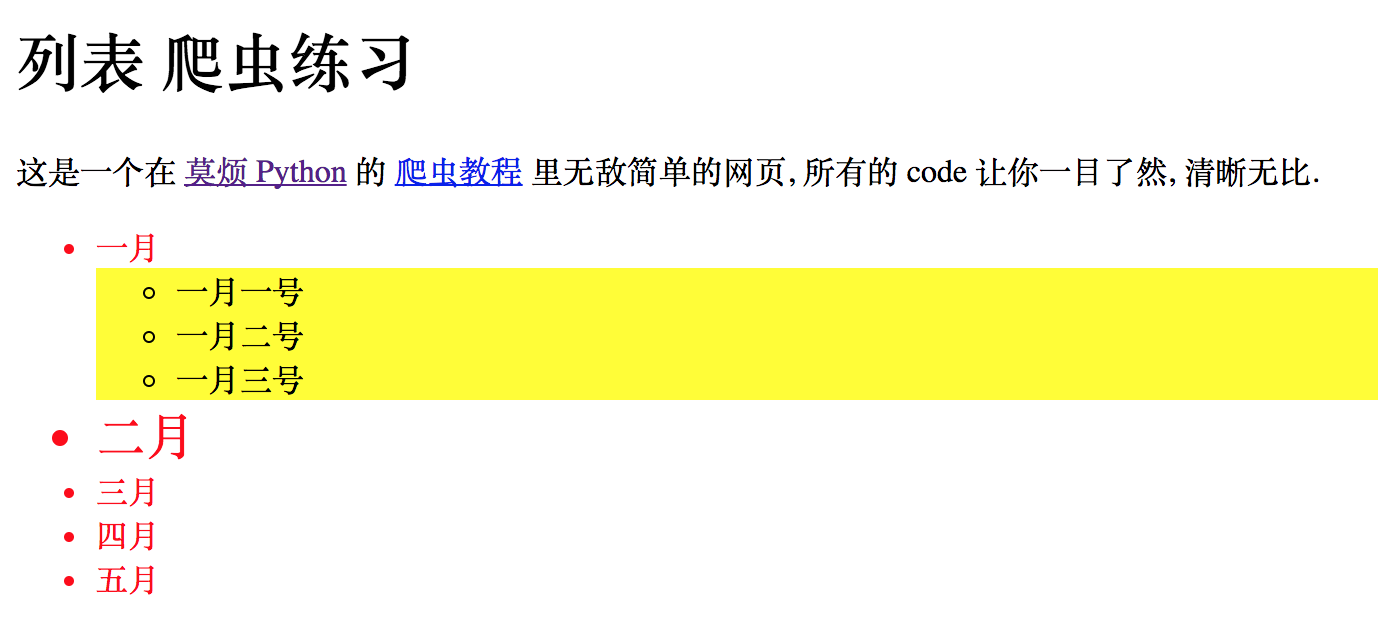 列表 爬虫练习
这是一个在 莫烦 Python 的 爬虫教程 里无敌简单的网页, 所有的 code 让你一目了然, 清晰无比.
一月
一月一号
一月二号
一月三号
二月
三月
四月
五月